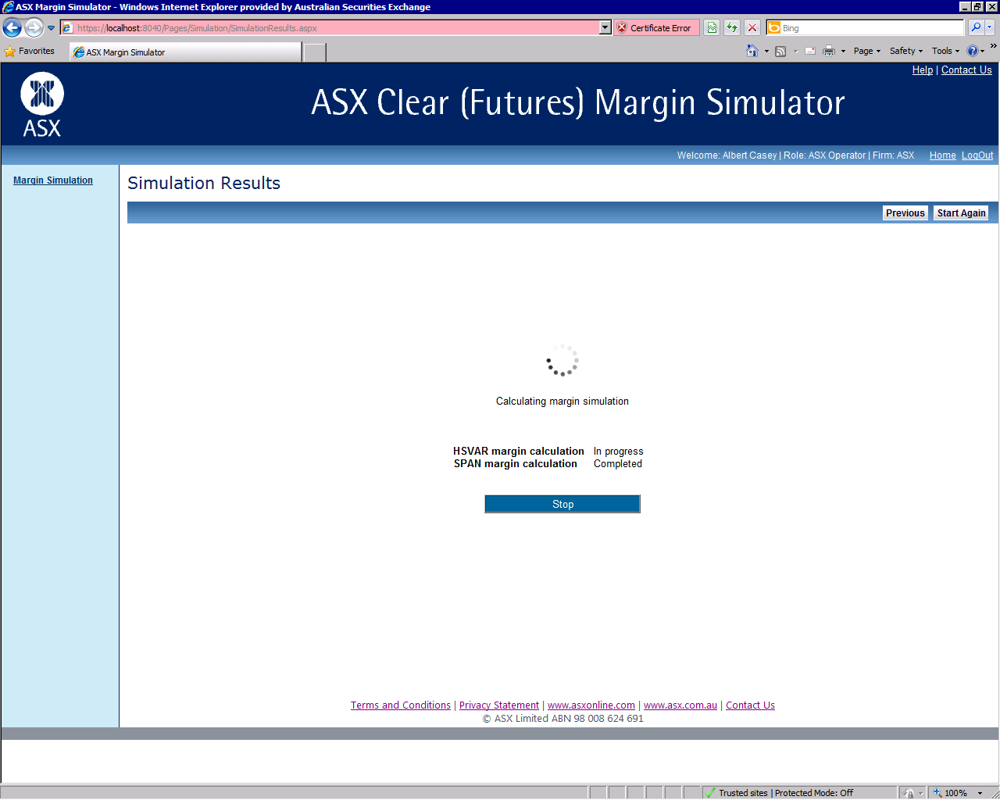 ASX Margin Simulator - Windows Internet Explorer provided by Australian Securities Exchange
https://localhost:8040/Pages/Simulation/SimulationResults.aspx
Certificate Error
Bing
Favorites
ASX Margin Simulator
Page
Safety
Tools
Help | Contact Us
ASX
ASX Clear (Futures) Margin Simulator
Welcome: Albert Casey | Role: ASX Operator | Firm: ASX
Home
LogOut
Margin Simulation
Simulation Results
Previous
Start Again
Calculating margin simulation
HSVAR margin calculation In progress
SPAN margin calculation Completed
Stop
Terms and Conditions | Privacy Statement | www.asxonline.com | www.asx.com.au | Contact Us
© ASX Limited ABN 98 008 624 691
Trusted sites | Protected Mode: Off
100%